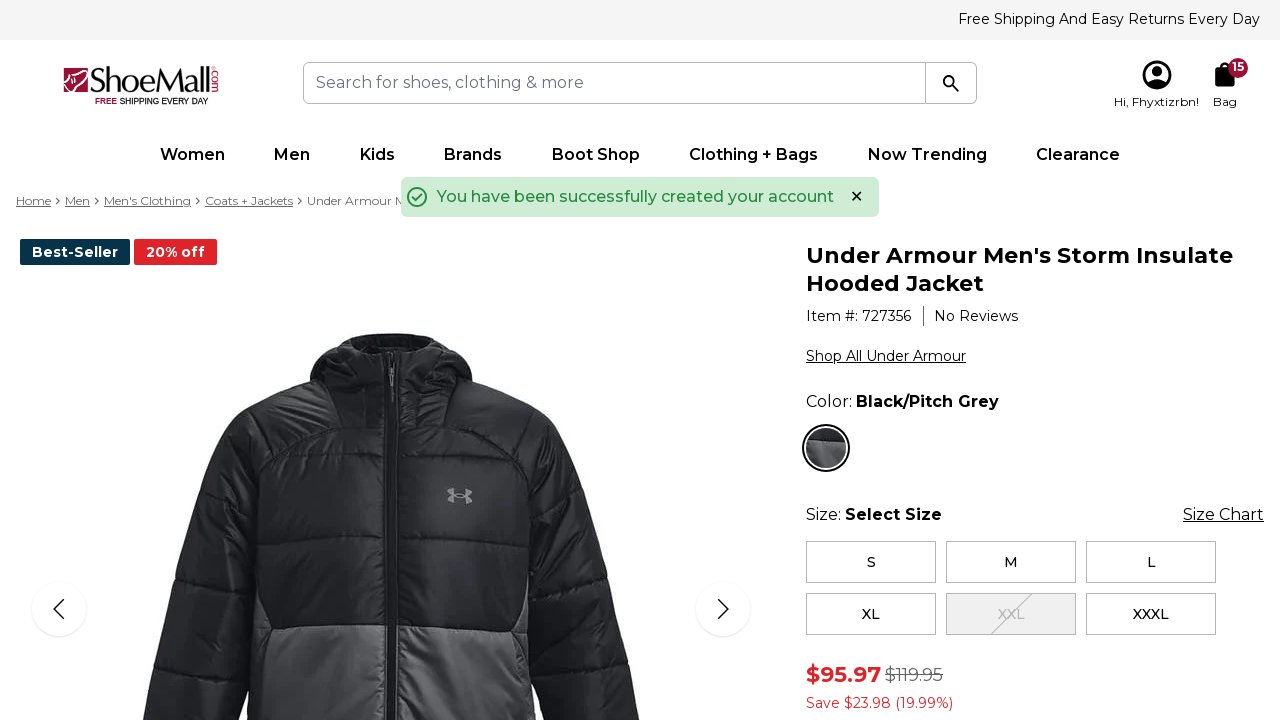 Free Shipping And Easy Returns Every Day
ShoeMall.com
FREE SHIPPING EVERY DAY
Search for shoes, clothing & more
Hi, Fhyxtizrbn!
15
Bag
Women Men Kids Brands Boot Shop Clothing + Bags Now Trending Clearance
You have been successfully created your account
Home > Men > Men's Clothing > Coats + Jackets > Under Armour M
Best-Seller 20% off
Under Armour Men's Storm Insulate
Hooded Jacket
Item #: 727356 No Reviews
Shop All Under Armour
Color: Black/Pitch Grey
Size: Select Size Size Chart
S M L
XL XXL XXXL
$95.97 $119.95
Save $23.98 (19.99%)